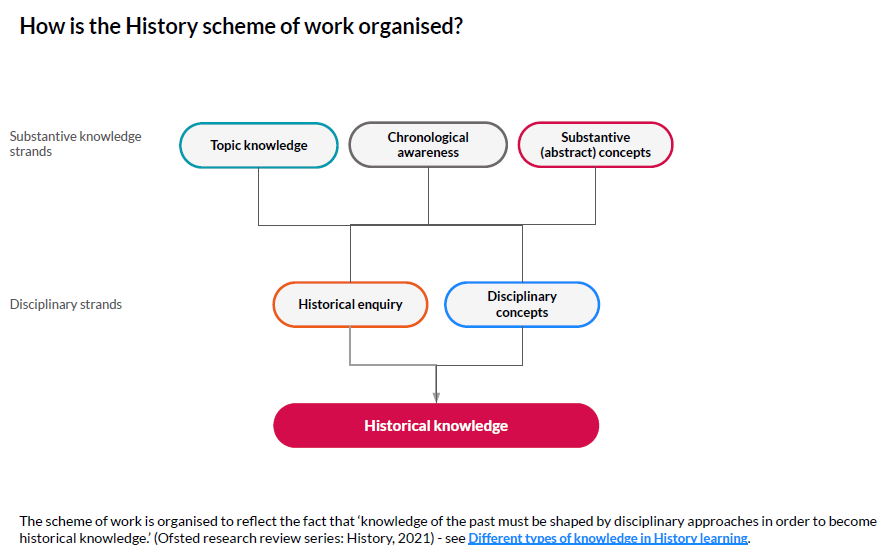 How is the History scheme of work organised?
Substantive knowledge
strands
Topic knowledge
Chronological
awareness
Substantive
(abstract) concepts
Disciplinary strands
Historical enquiry
Disciplinary
concepts
Historical knowledge
The scheme of work is organised to reflect the fact that ‘knowledge of the past must be shaped by disciplinary approaches in order to become
historical knowledge.’ (Ofsted research review series: History, 2021) - see Different types of knowledge in History learning.